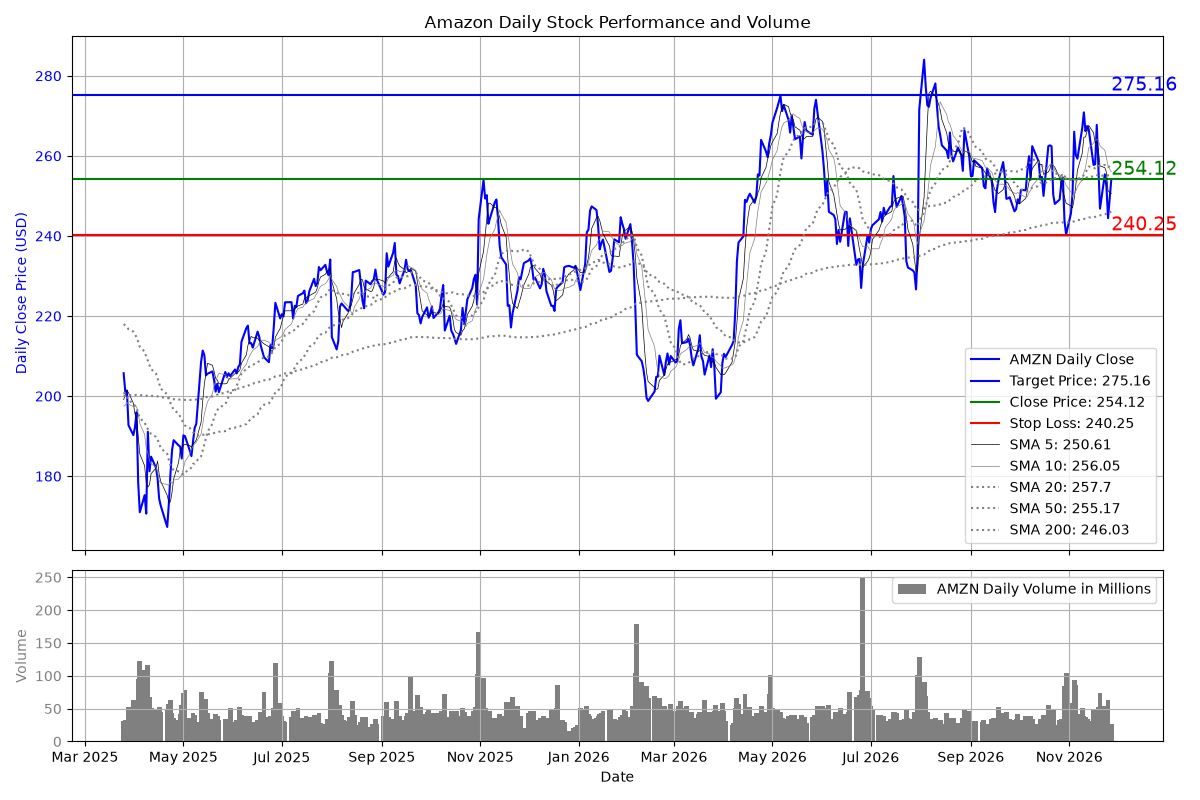 Amazon Daily Stock Performance and Volume
Daily Close Price (USD)
280
260
240
220
200
180
275.16
254.12
240.25
AMZN Daily Close
Target Price: 275.16
Close Price: 254.12
Stop Loss: 240.25
SMA 5: 250.61
SMA 10: 256.05
SMA 20: 257.7
SMA 50: 255.17
SMA 200: 246.03
Volume
250
200
150
100
50
0
AMZN Daily Volume in Millions
Mar 2025 May 2025 Jul 2025 Sep 2025 Nov 2025 Jan 2026 Mar 2026 May 2026 Jul 2026 Sep 2026 Nov 2026
Date